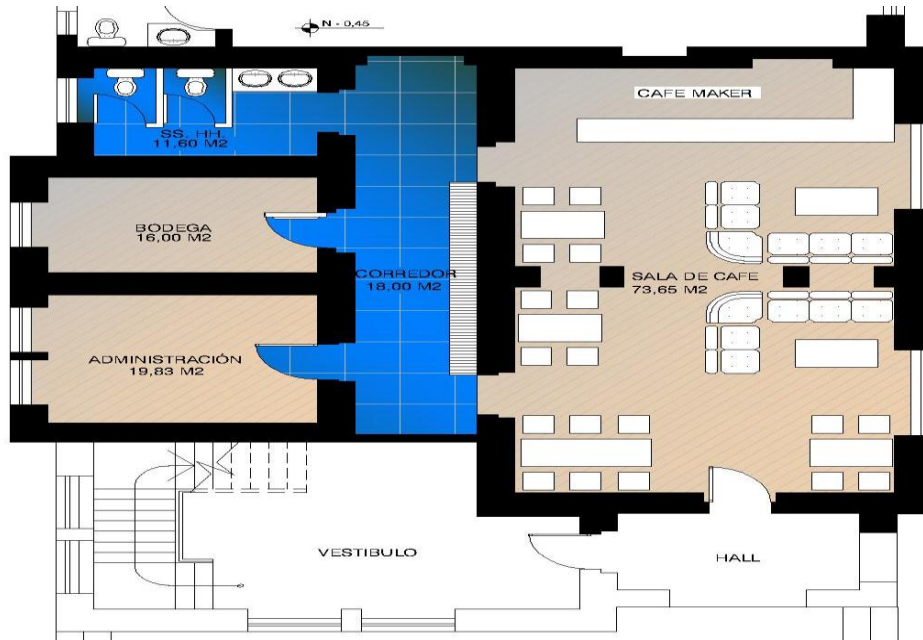 N - 0,45
CAFE MAKER
SS. HH.
11,60 M2
BODEGA
16,00 M2
CORREDOR
18,00 M2
SALA DE CAFE
73,65 M2
ADMINISTRACIÓN
19,83 M2
VESTIBULO
HALL